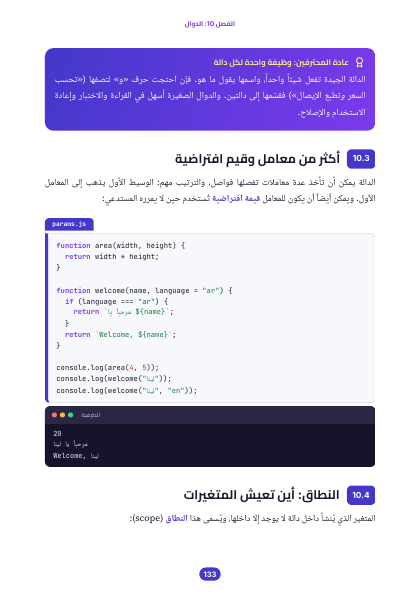 الفصل 10: الدوال
عادة المحترفين: وظيفة واحدة لكل دالة
الدالة الجيدة تفعل شيئاً واحداً، واسمها يقول ما هو. فإن احتجت حرف «و» لتصفها («تحسب
السعر وتطبع الإيصال») فقسّمها إلى دالتين. والدوال الصغيرة أسهل في القراءة والاختبار وإعادة
الاستخدام والإصلاح.
10.3 أكثر من معامل وقيم افتراضية
الدالة يمكن أن تأخذ عدة معاملات تفصلها فواصل، والترتيب مهم: الوسيط الأول يذهب إلى المعامل
الأول. ويمكن أيضاً أن يكون للمعامل قيمة افتراضية تُستخدم حين لا يمرره المستدعي:
params.js
function area(width, height) {
  return width * height;
}
function welcome(name, language = "ar") {
  if (language === "ar") {
    return `مرحباً يا ${name}`;
  }
  return `Welcome, ${name}`;
}
console.log(area(4, 5));
console.log(welcome("لينا"));
console.log(welcome("لينا", "en"));
الطرفية
20
مرحباً يا لينا
Welcome, لينا
10.4 النطاق: أين تعيش المتغيرات
المتغير الذي يُنشأ داخل دالة لا يوجد إلا داخلها، ويُسمى هذا النطاق (scope):
133